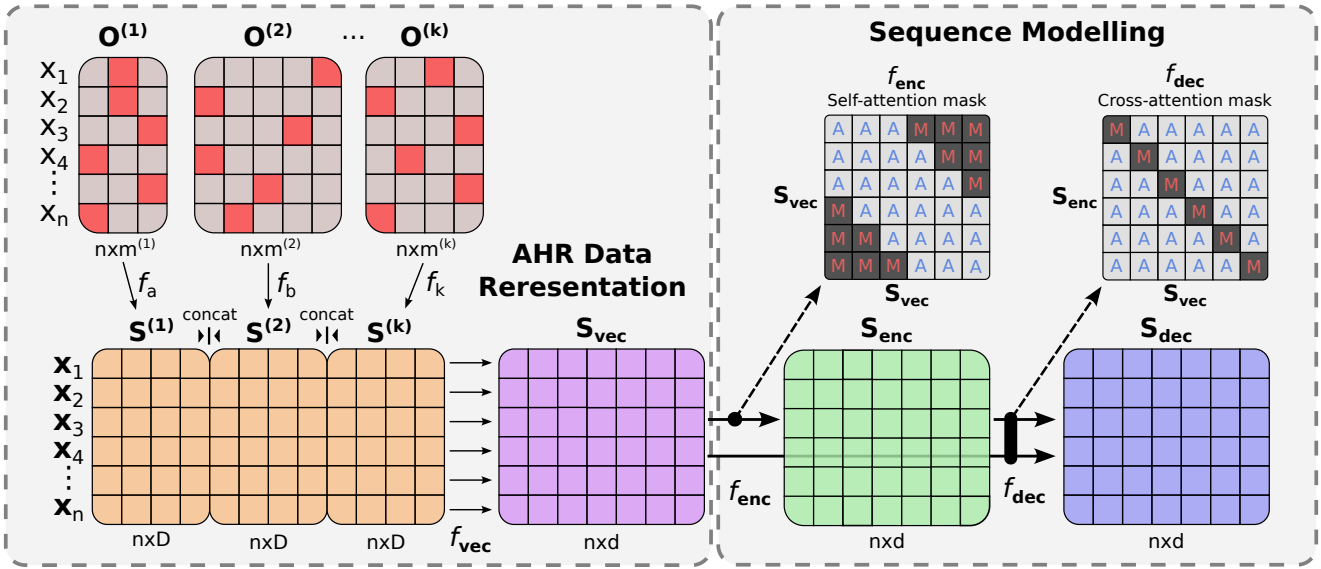 O(1) O(2) ... O(k)
x1
x2
x3
x4
⋮
xn
nxm(1) nxm(2) nxm(k)
fa fb fk
AHR Data
Reresentation
concat concat
S(1) S(2) S(k) Svec
x1
x2
x3
x4
⋮
xn
nxD nxD nxD fvec nxd
Sequence Modelling
fenc
Self-attention mask
A A A M M M
A A A A M M
A A A A A M
M A A A A A
M M A A A A
M M M A A A
Svec
Svec
fdec
Cross-attention mask
M A A A A A
A M A A A A
A A M A A A
A A A M A A
A A A A M A
A A A A A M
Senc
Svec
Senc Sdec
fenc fdec
nxd nxd